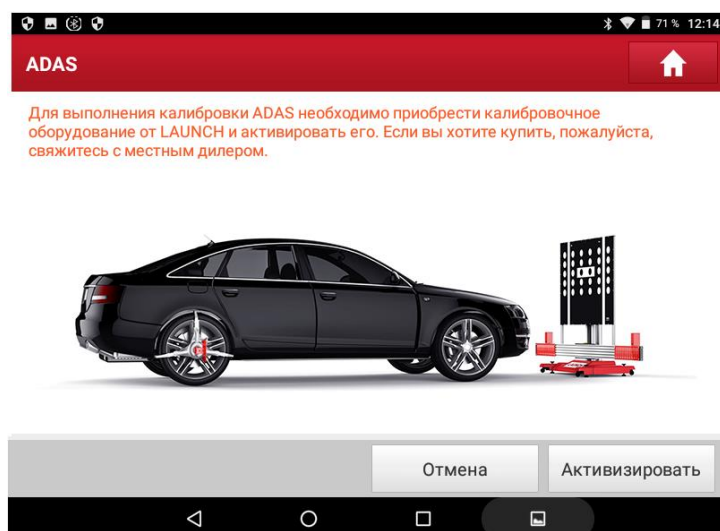 71 % 12:14
ADAS
Для выполнения калибровки ADAS необходимо приобрести калибровочное
оборудование от LAUNCH и активировать его. Если вы хотите купить, пожалуйста,
свяжитесь с местным дилером.
Отмена Активизировать